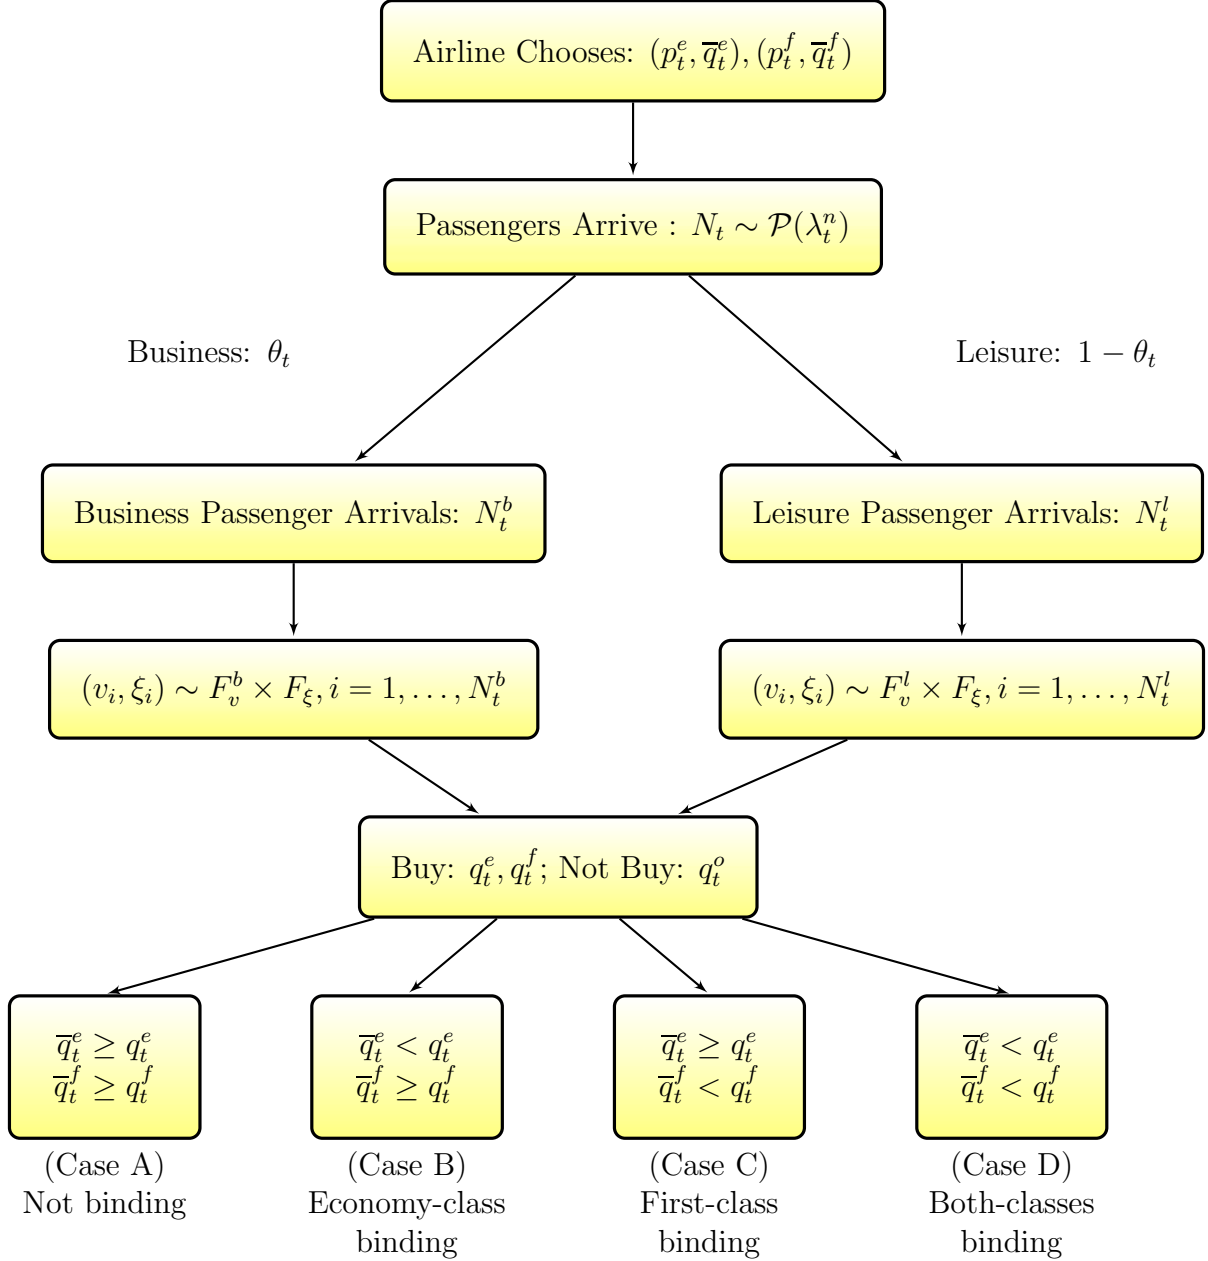 Airline Chooses: $(p_t^e, \overline{q}_t^e), (p_t^f, \overline{q}_t^f)$
Passengers Arrive : $N_t \sim \mathcal{P}(\lambda_t^n)$
Business: $\theta_t$
Leisure: $1 - \theta_t$
Business Passenger Arrivals: $N_t^b$
Leisure Passenger Arrivals: $N_t^l$
$(v_i, \xi_i) \sim F_v^b \times F_\xi, i = 1, \ldots, N_t^b$
$(v_i, \xi_i) \sim F_v^l \times F_\xi, i = 1, \ldots, N_t^l$
Buy: $q_t^e, q_t^f$; Not Buy: $q_t^o$
$\overline{q}_t^e \geq q_t^e$
$\overline{q}_t^f \geq q_t^f$
(Case A)
Not binding
$\overline{q}_t^e < q_t^e$
$\overline{q}_t^f \geq q_t^f$
(Case B)
Economy-class
binding
$\overline{q}_t^e \geq q_t^e$
$\overline{q}_t^f < q_t^f$
(Case C)
First-class
binding
$\overline{q}_t^e < q_t^e$
$\overline{q}_t^f < q_t^f$
(Case D)
Both-classes
binding